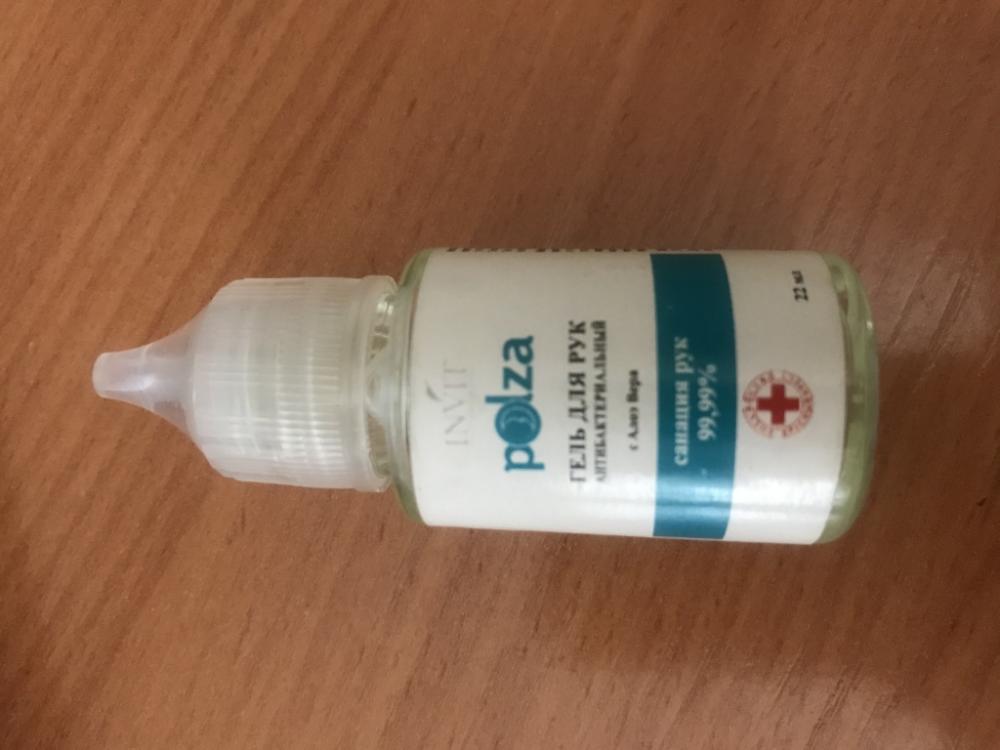 INVIT
polza
ГЕЛЬ ДЛЯ РУК
АНТИБАКТЕРИАЛЬНЫЙ
с Алоэ Вера
санация рук
99,99%
22 мл